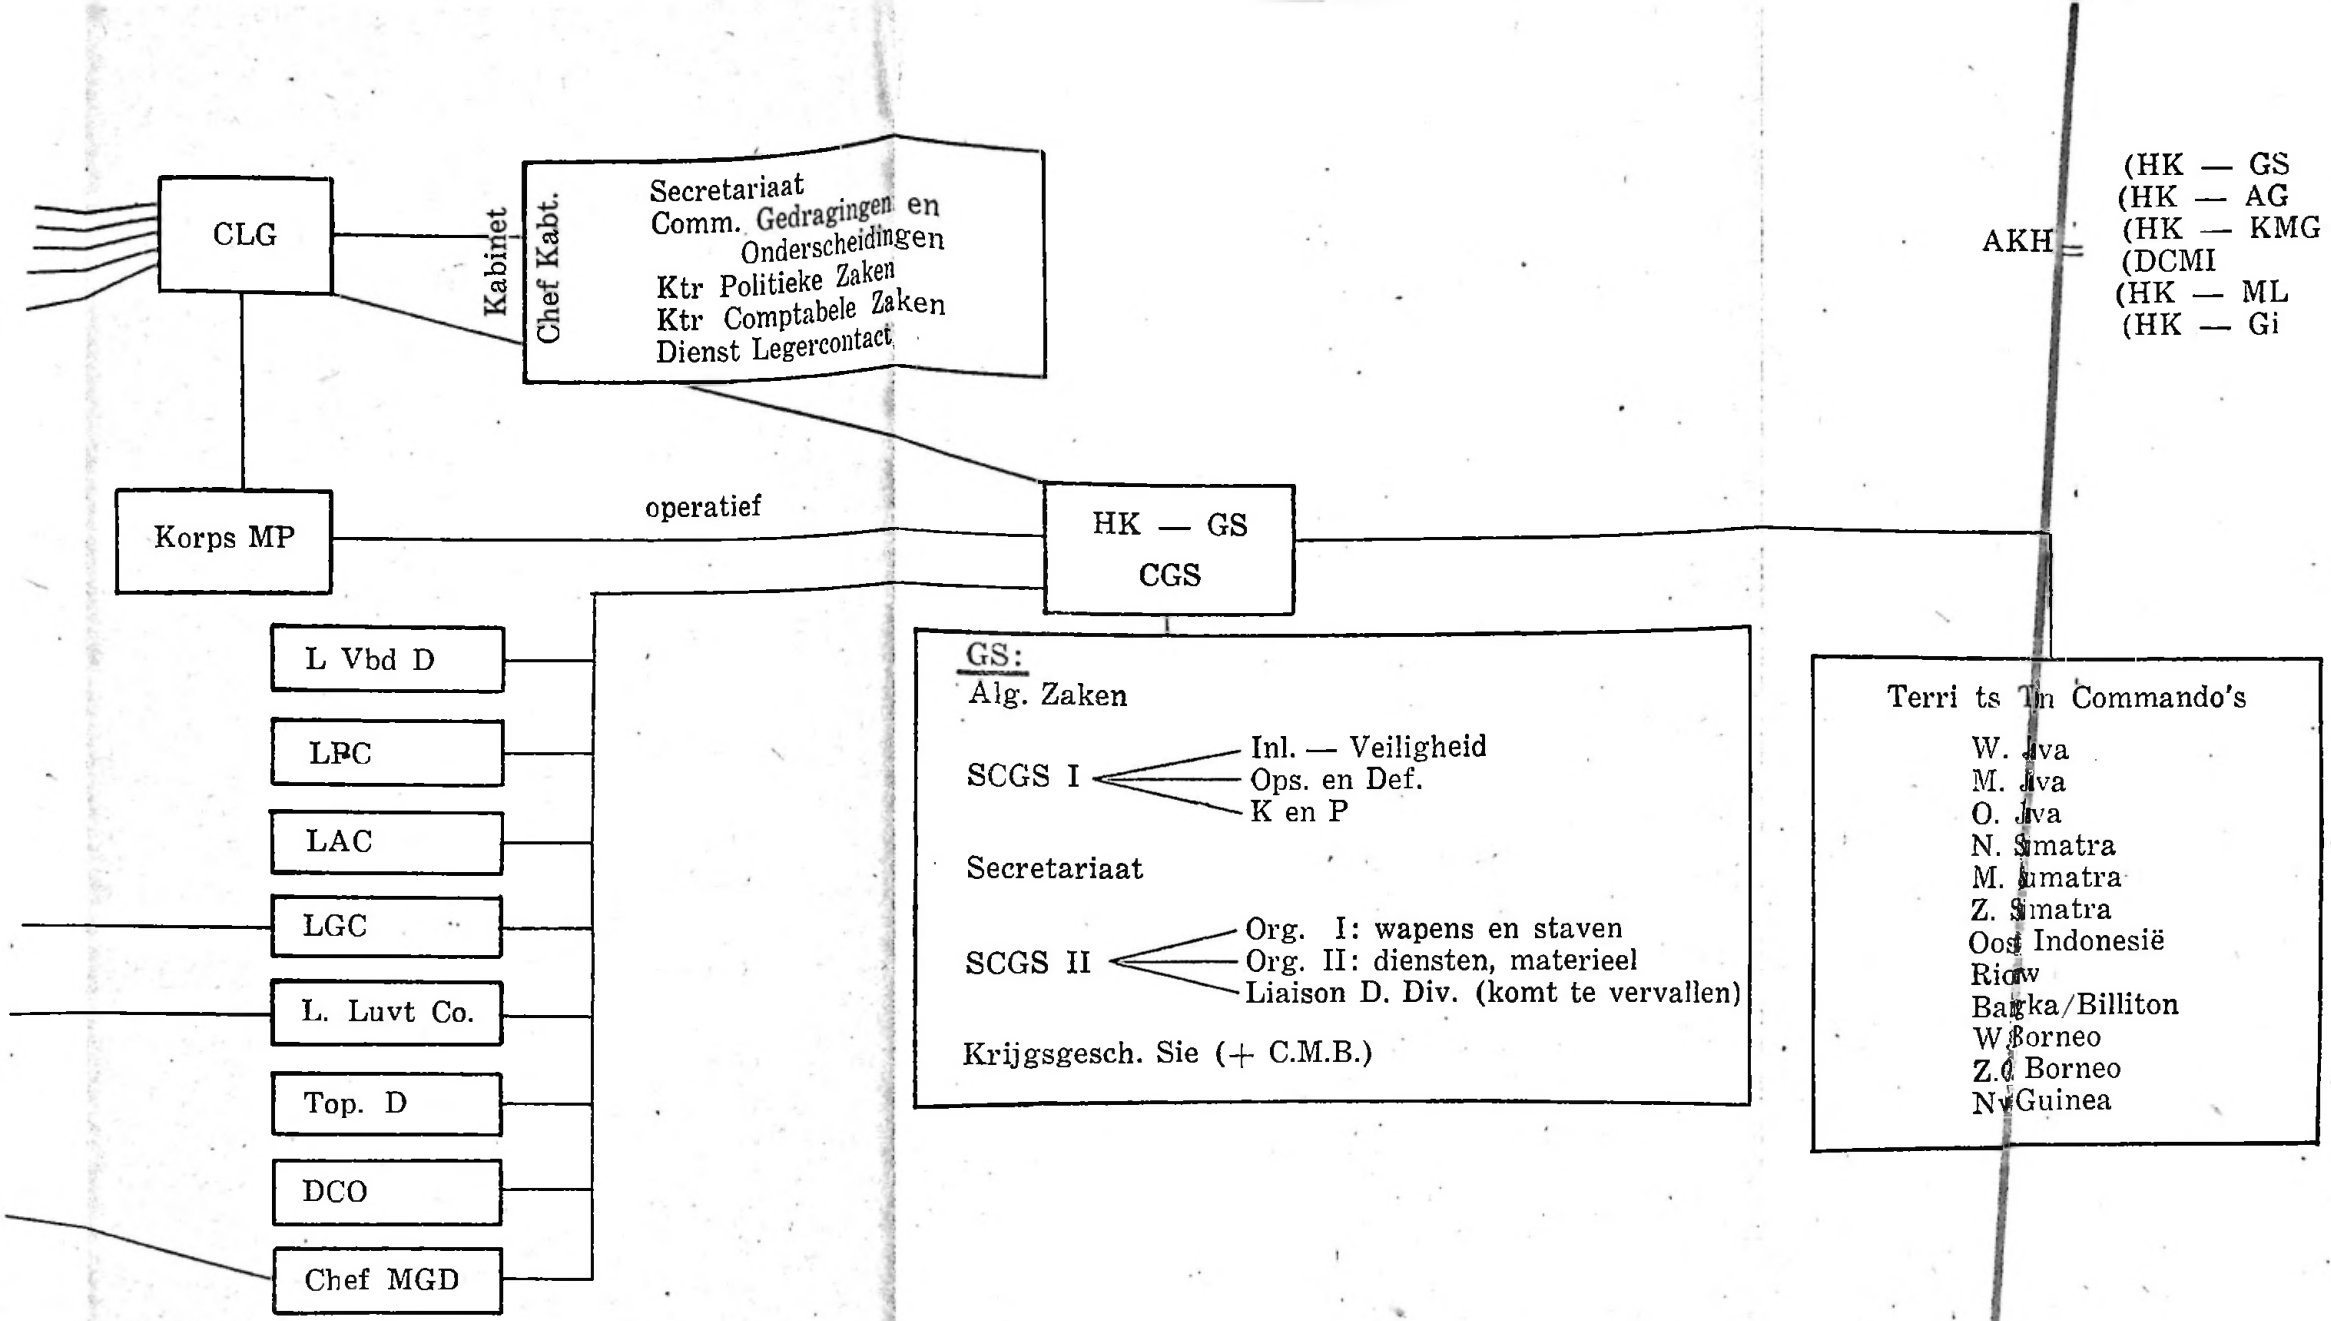 CLG
Kabinet
Chef Kabt.
Secretariaat
Comm. Gedragingen en
Onderscheidingen
Ktr Politieke Zaken
Ktr Comptabele Zaken
Dienst Legercontact
AKH =
(HK — GS
(HK — AG
(HK — KMG
(DCMI
(HK — ML
(HK — Gi
Korps MP
operatief
HK — GS
CGS
L Vbd D
LAC
LGC
L. Luvt Co.
Top. D
DCO
Chef MGD
GS:
Alg. Zaken
SCGS I
Inl. — Veiligheid
Ops. en Def.
K en P
Secretariaat
SCGS II
Org. I: wapens en staven
Org. II: diensten, materieel
Liaison D. Div. (komt te vervallen)
Krijgsgesch. Sie (+ C.M.B.)
Commando's
W.
M.
O.
N.
M.
Z.
Indonesië
Borneo
Borneo
Guinea